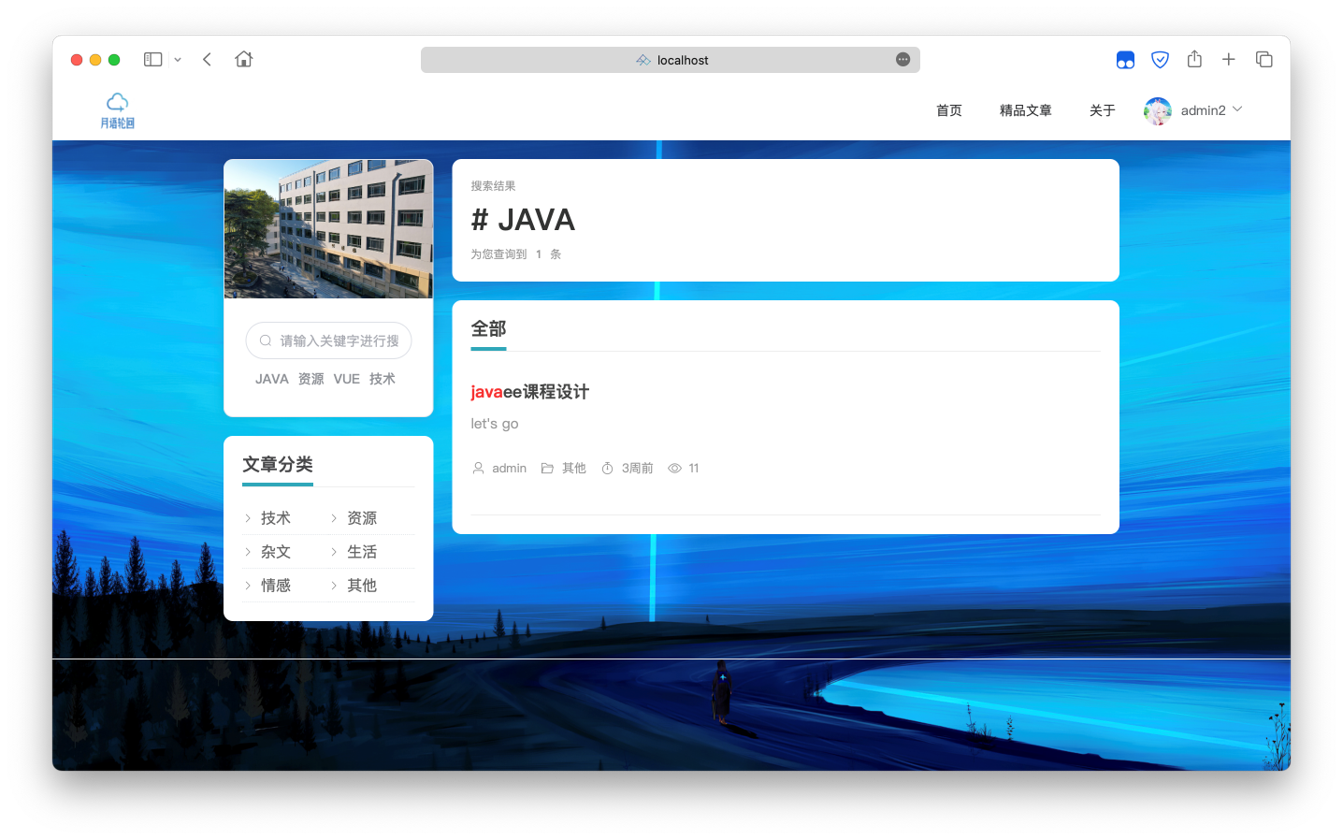 localhost
月语轮回
首页 精品文章 关于 admin2
搜索结果
# JAVA
为您查询到 1 条
请输入关键字进行搜
JAVA 资源 VUE 技术
全部
javaee课程设计
let's go
admin 其他 3周前 11
文章分类
技术 资源
杂文 生活
情感 其他